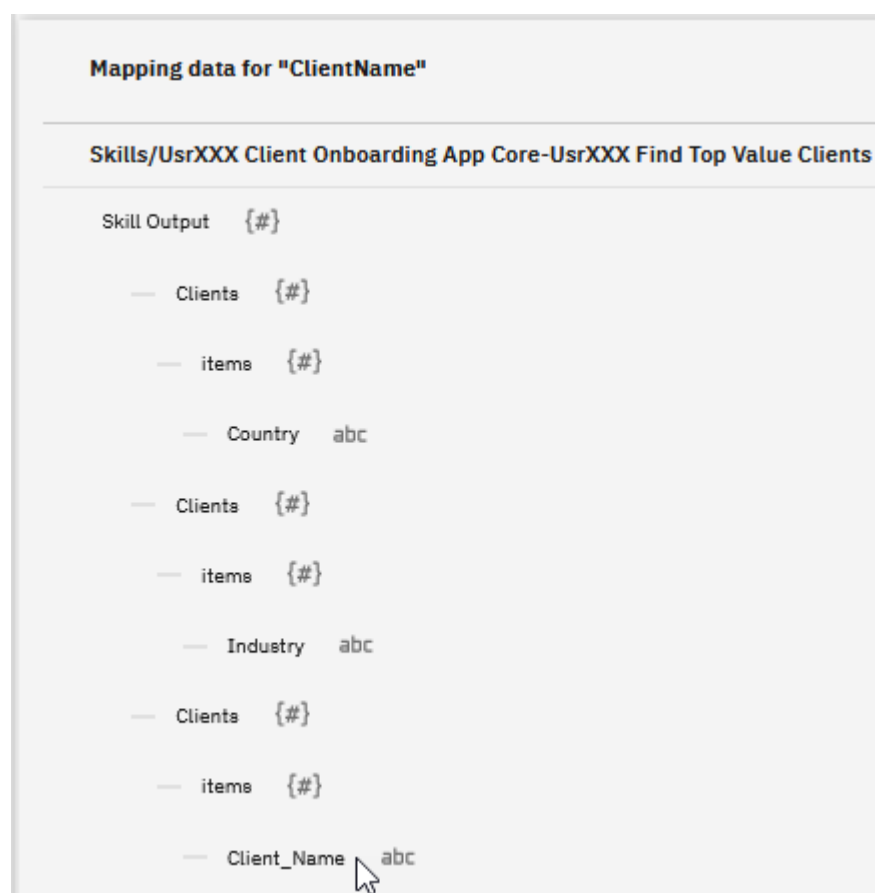 Mapping data for "ClientName"
Skills/UsrXXX Client Onboarding App Core-UsrXXX Find Top Value Clients
Skill Output {#}
Clients {#}
items {#}
Country abc
Clients {#}
items {#}
Industry abc
Clients {#}
items {#}
Client_Name abc